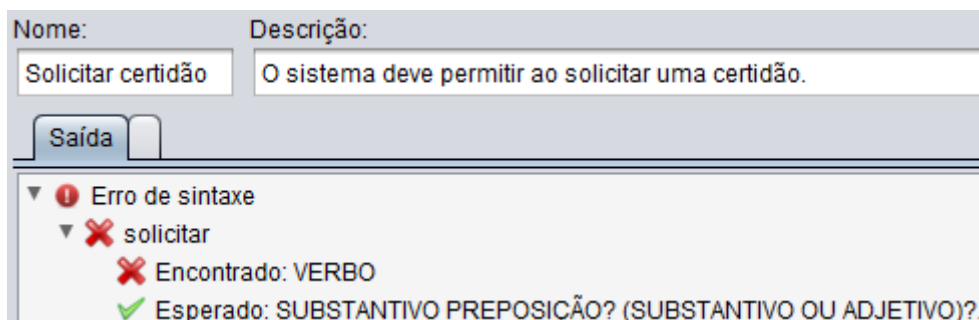 Nome: Descrição:
Solicitar certidão O sistema deve permitir ao solicitar uma certidão.
Saída
Erro de sintaxe
solicitar
Encontrado: VERBO
Esperado: SUBSTANTIVO PREPOSICÃO? (SUBSTANTIVO OU ADJETIVO)?